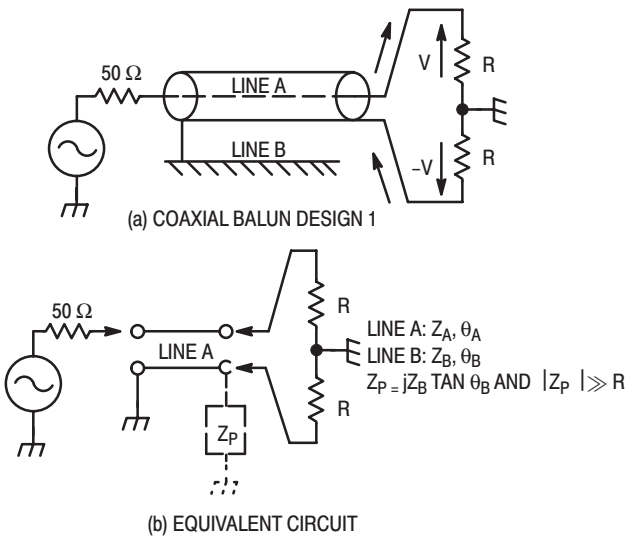 50 Ω
LINE A
LINE B
V
R
–V
R
(a) COAXIAL BALUN DESIGN 1
50 Ω
LINE A
R
R
ZP
LINE A: ZA, θA
LINE B: ZB, θB
ZP = jZB TAN θB AND |ZP| ≫ R
(b) EQUIVALENT CIRCUIT